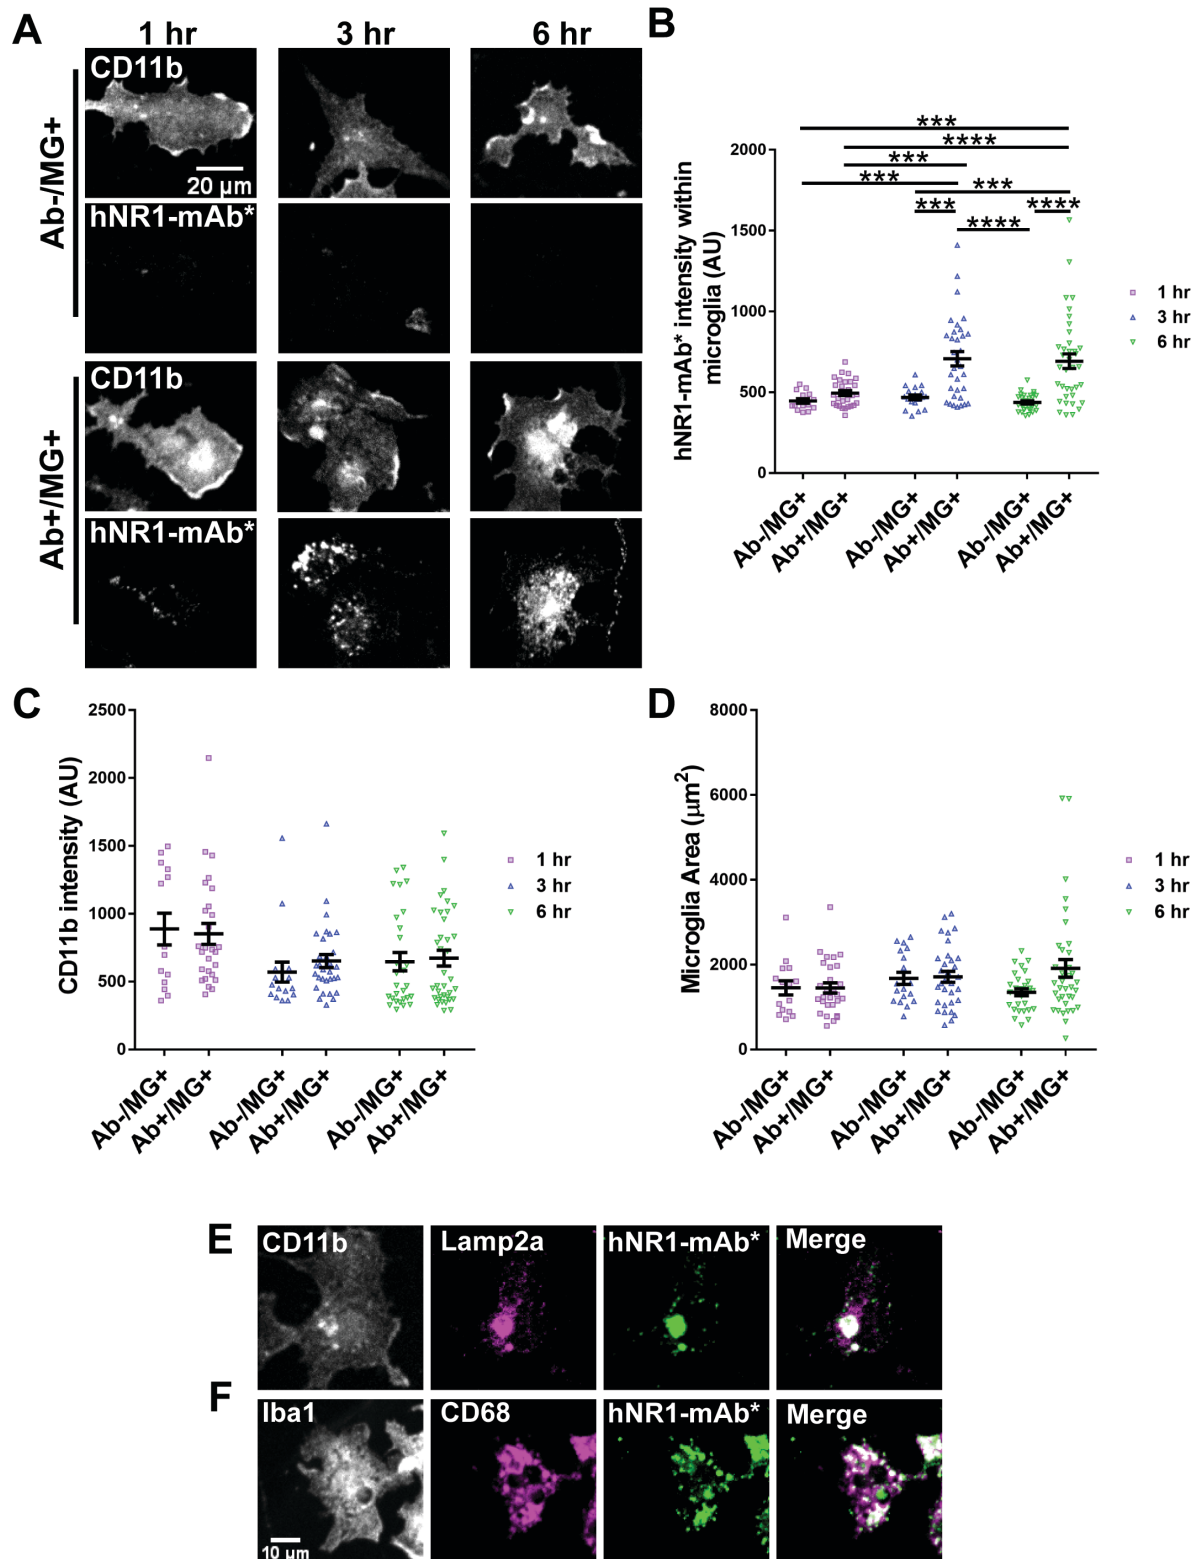 A
1 hr
3 hr
6 hr
Ab-/MG+
CD11b
20 μm
hNR1-mAb*
Ab+/MG+
CD11b
hNR1-mAb*
B
hNR1-mAb* intensity within
microglia (AU)
2000
1500
1000
500
0
***
****
***
***
***
***
****
****
Ab-/MG+
Ab+/MG+
Ab-/MG+
Ab+/MG+
Ab-/MG+
Ab+/MG+
1 hr
3 hr
6 hr
C
CD11b intensity (AU)
2500
2000
1500
1000
500
0
Ab-/MG+
Ab+/MG+
Ab-/MG+
Ab+/MG+
Ab-/MG+
Ab+/MG+
1 hr
3 hr
6 hr
D
Microglia Area (μm²)
8000
6000
4000
2000
0
Ab-/MG+
Ab+/MG+
Ab-/MG+
Ab+/MG+
Ab-/MG+
Ab+/MG+
1 hr
3 hr
6 hr
E
CD11b
Lamp2a
hNR1-mAb*
Merge
F
Iba1
CD68
hNR1-mAb*
Merge
10 μm